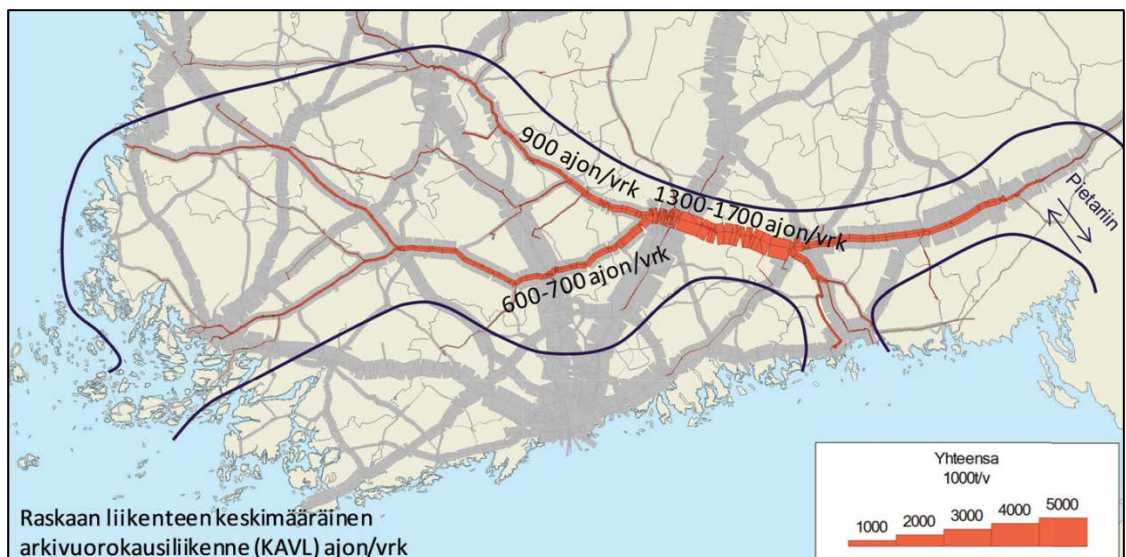 900 ajon/vrk
1300-1700 ajon/vrk
Pietariin
600-700 ajon/vrk
Yhteensa
1000t/v
1000 2000 3000 4000 5000
Raskaan liikenteen keskimääräinen
arkivuorokausiliikenne (KAVL) ajon/vrk